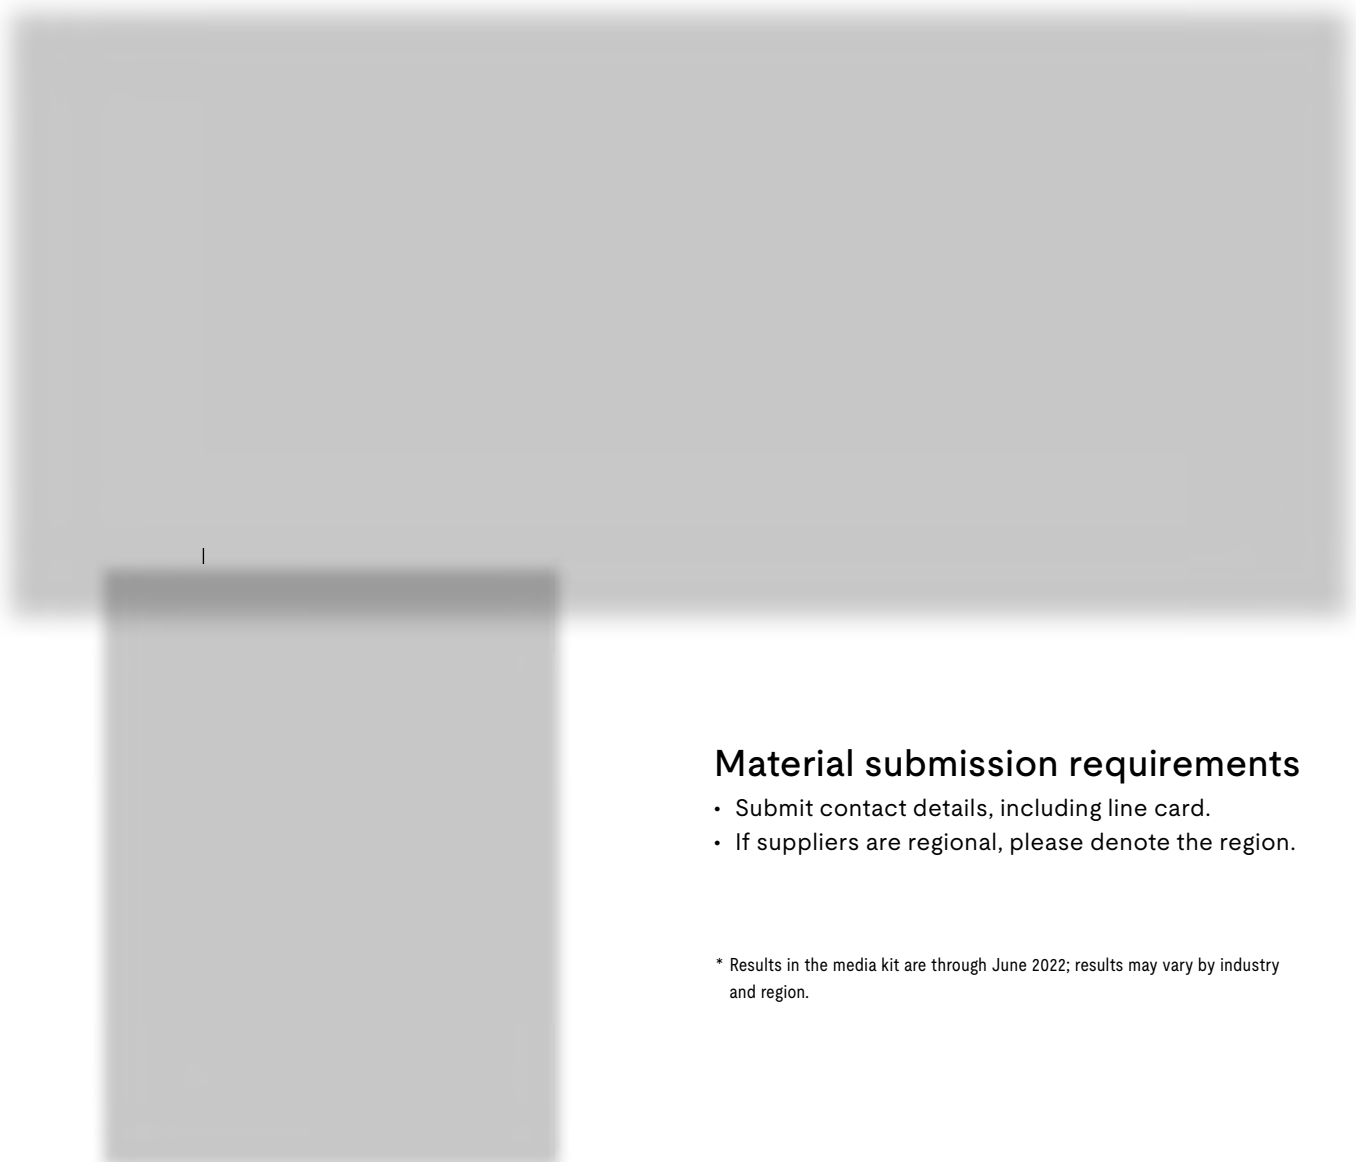 |
Material submission requirements
• Submit contact details, including line card.
• If suppliers are regional, please denote the region.
* Results in the media kit are through June 2022; results may vary by industry
and region.